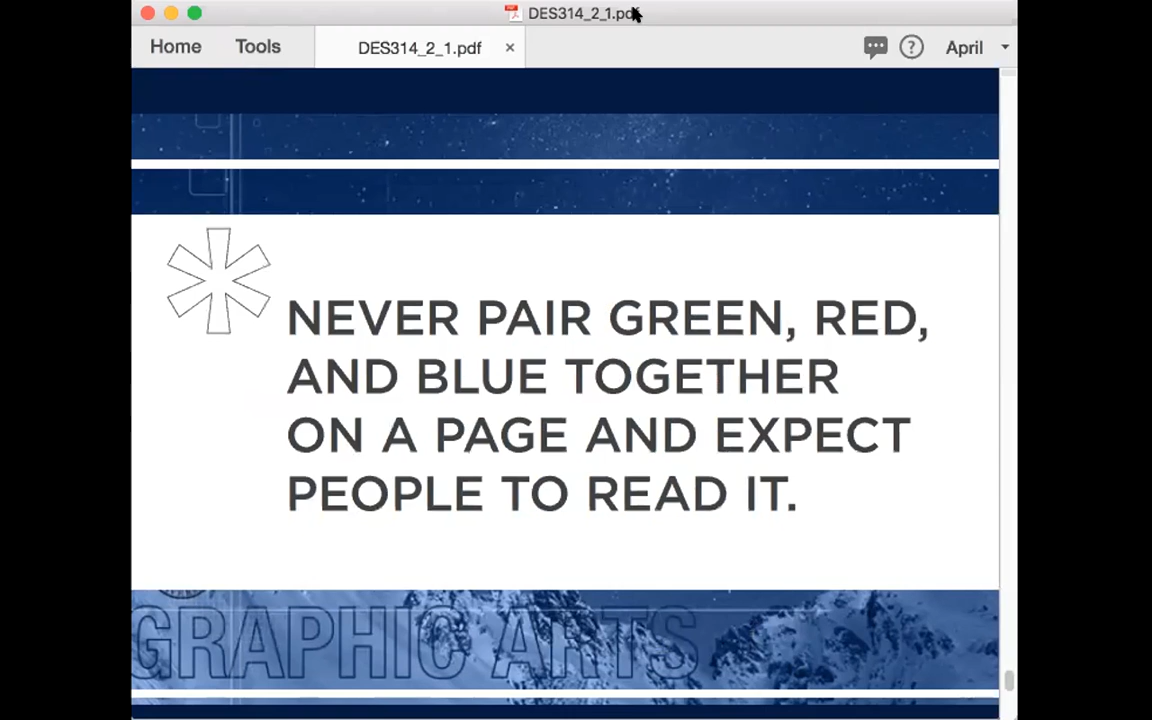 DES314_2_1.pdf
Home Tools DES314_2_1.pdf × ? April
NEVER PAIR GREEN, RED,
AND BLUE TOGETHER
ON A PAGE AND EXPECT
PEOPLE TO READ IT.
GRAPHIC ARTS